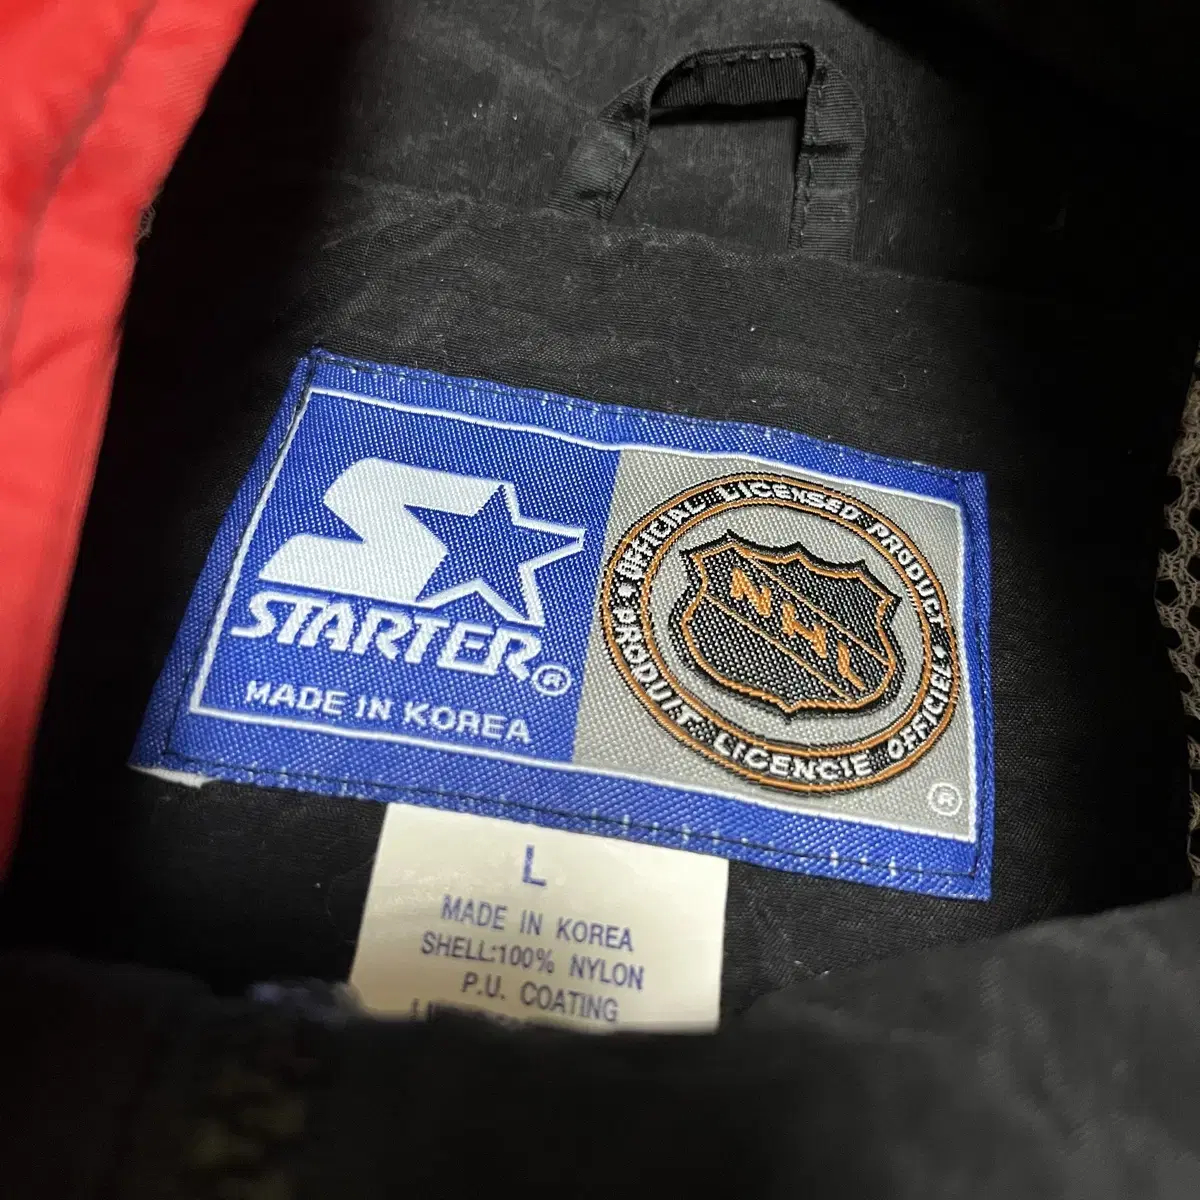 STARTER®
MADE IN KOREA
OFFICIAL LICENSED PRODUCT
NHL
PRODUIT LICENCIE OFFICIEL
®
L
MADE IN KOREA
SHELL:100% NYLON
P.U. COATING